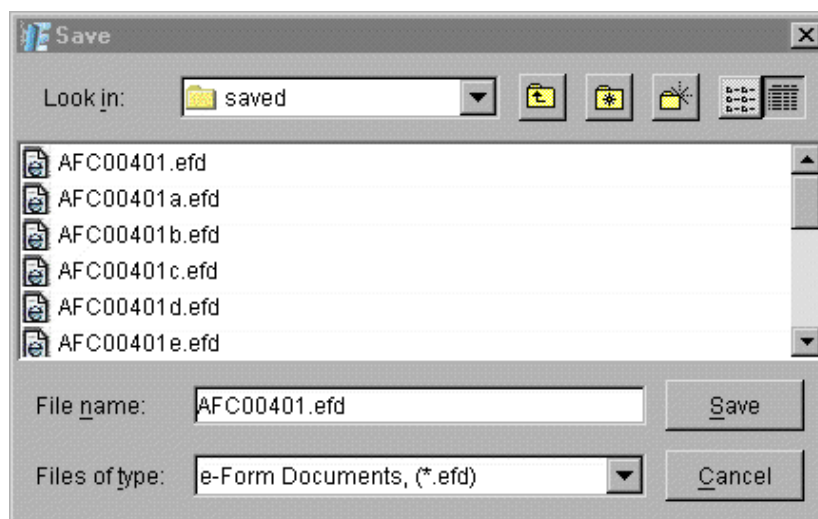 Save
Look in: saved
AFC00401.efd
AFC00401a.efd
AFC00401b.efd
AFC00401c.efd
AFC00401d.efd
AFC00401e.efd
File name: AFC00401.efd Save
Files of type: e-Form Documents, (*.efd) Cancel